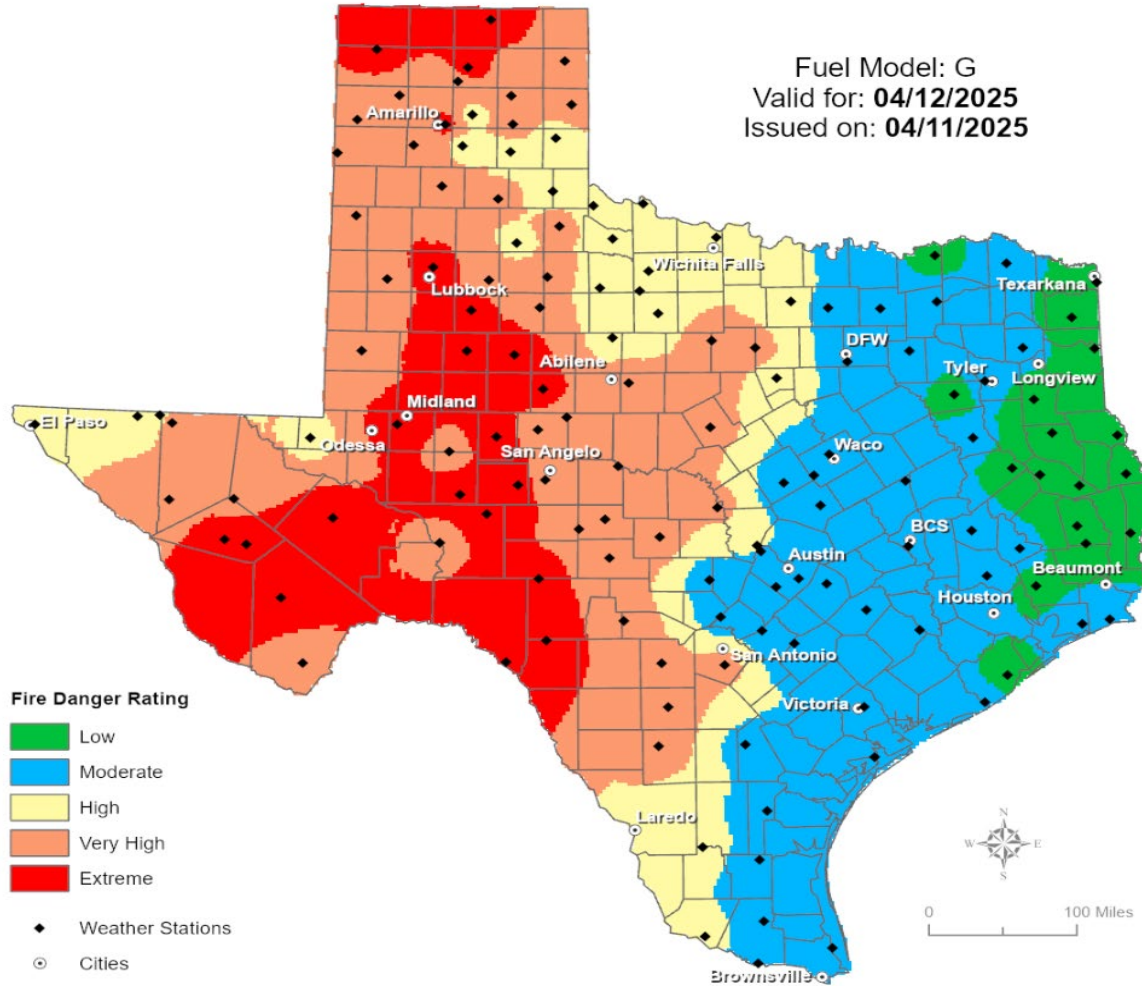 Fuel Model: G
Valid for: 04/12/2025
Issued on: 04/11/2025
Amarillo
Wichita Falls
Lubbock
Texarkana
DFW
Abilene
Tyler
Longview
Midland
El Paso
Odessa
San Angelo
Waco
BCS
Austin
Beaumont
Houston
San Antonio
Victoria
Laredo
Brownsville
Fire Danger Rating
Low
Moderate
High
Very High
Extreme
Weather Stations
Cities
N
W E
S
0 100 Miles